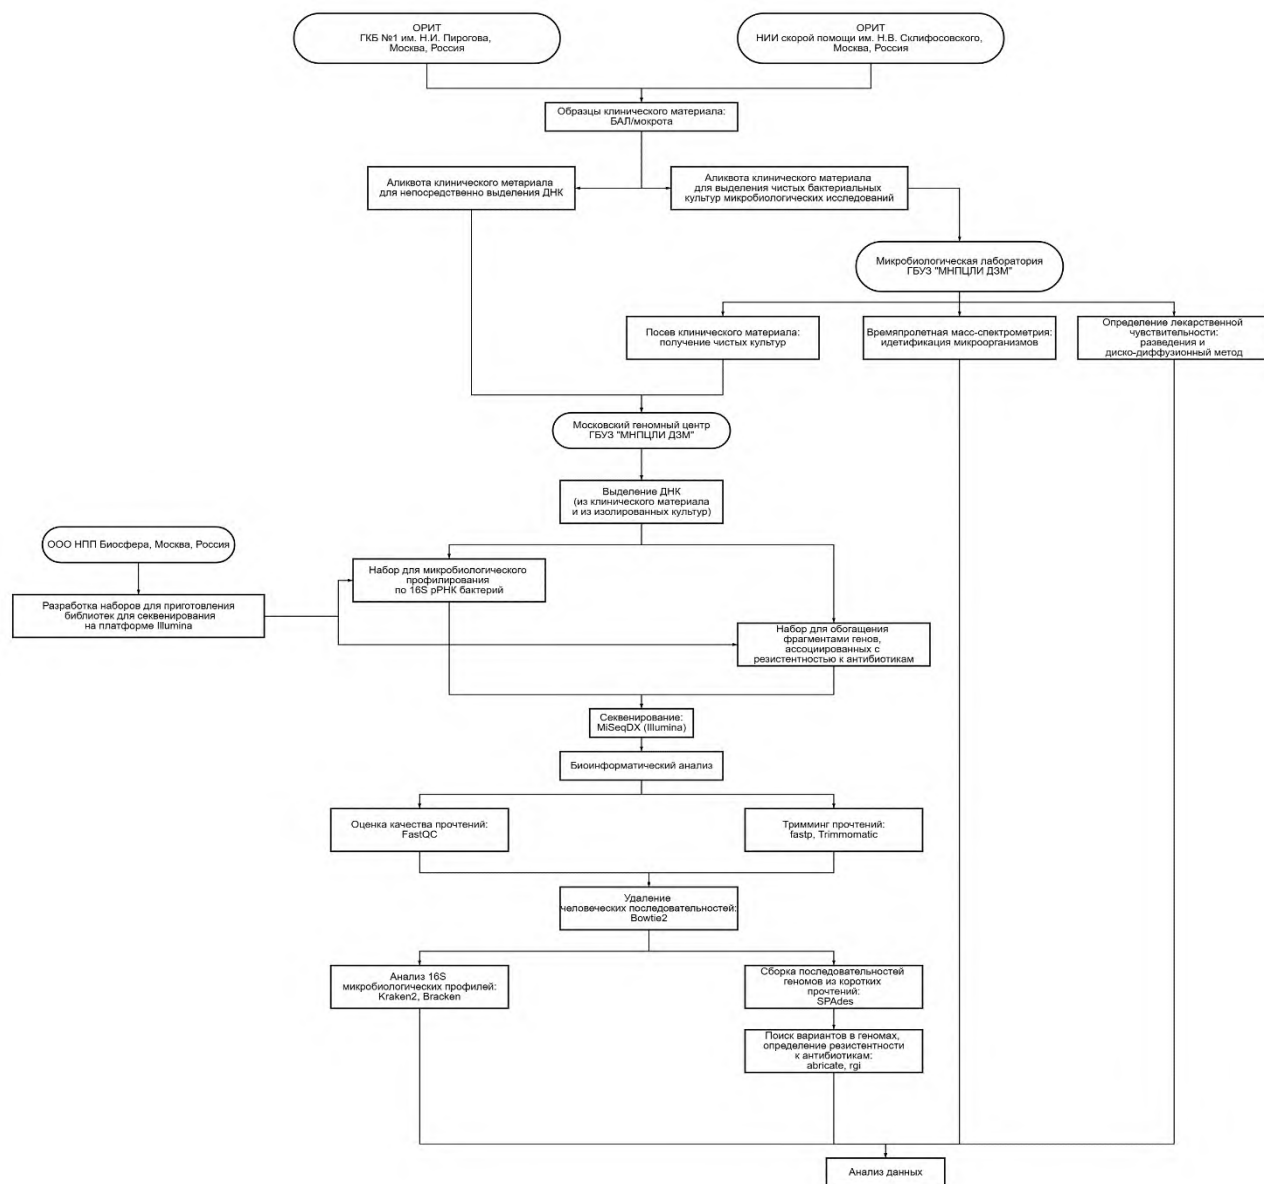 ОРИТ
ГКБ №1 им. Н.И. Пирогова,
Москва, Россия
ОРИТ
НИИ скорой помощи им. Н.В. Склифосовского,
Москва, Россия
Образцы клинического материала:
БАЛ/мокрота
Аликвота клинического метариала
для непосредственно выделения ДНК
Аликвота клинического материала
для выделения чистых бактериальных
культур микробиологических исследований
Микробиологическая лаборатория
ГБУЗ "МНПЦЛИ ДЗМ"
Посев клинического материала:
получение чистых культур
Времяпролетная масс-спектрометрия:
идетификация микроорганизмов
Определение лекарственной
чувствительности:
разведения и
диско-диффузионный метод
Московский геномный центр
ГБУЗ "МНПЦЛИ ДЗМ"
Выделение ДНК
(из клинического материала
и из изолированных культур)
ООО НПП Биосфера, Москва, Россия
Набор для микробиологического
профилирования
по 16S рРНК бактерий
Разработка наборов для приготовления
библиотек для секвенирования
на платформе Illumina
Набор для обогащения
фрагментами генов,
ассоциированных с
резистентностью к антибиотикам
Секвенирование:
MiSeqDX (Illumina)
Биоинформатический анализ
Оценка качества прочтений:
FastQC
Тримминг прочтений:
fastp, Trimmomatic
Удаление
человеческих последовательностей:
Bowtie2
Анализ 16S
микробиологических профилей:
Kraken2, Bracken
Сборка последовательностей
геномов из коротких
прочтений:
SPAdes
Поиск вариантов в геномах,
определение резистентности
к антибиотикам:
abricate, rgi
Анализ данных